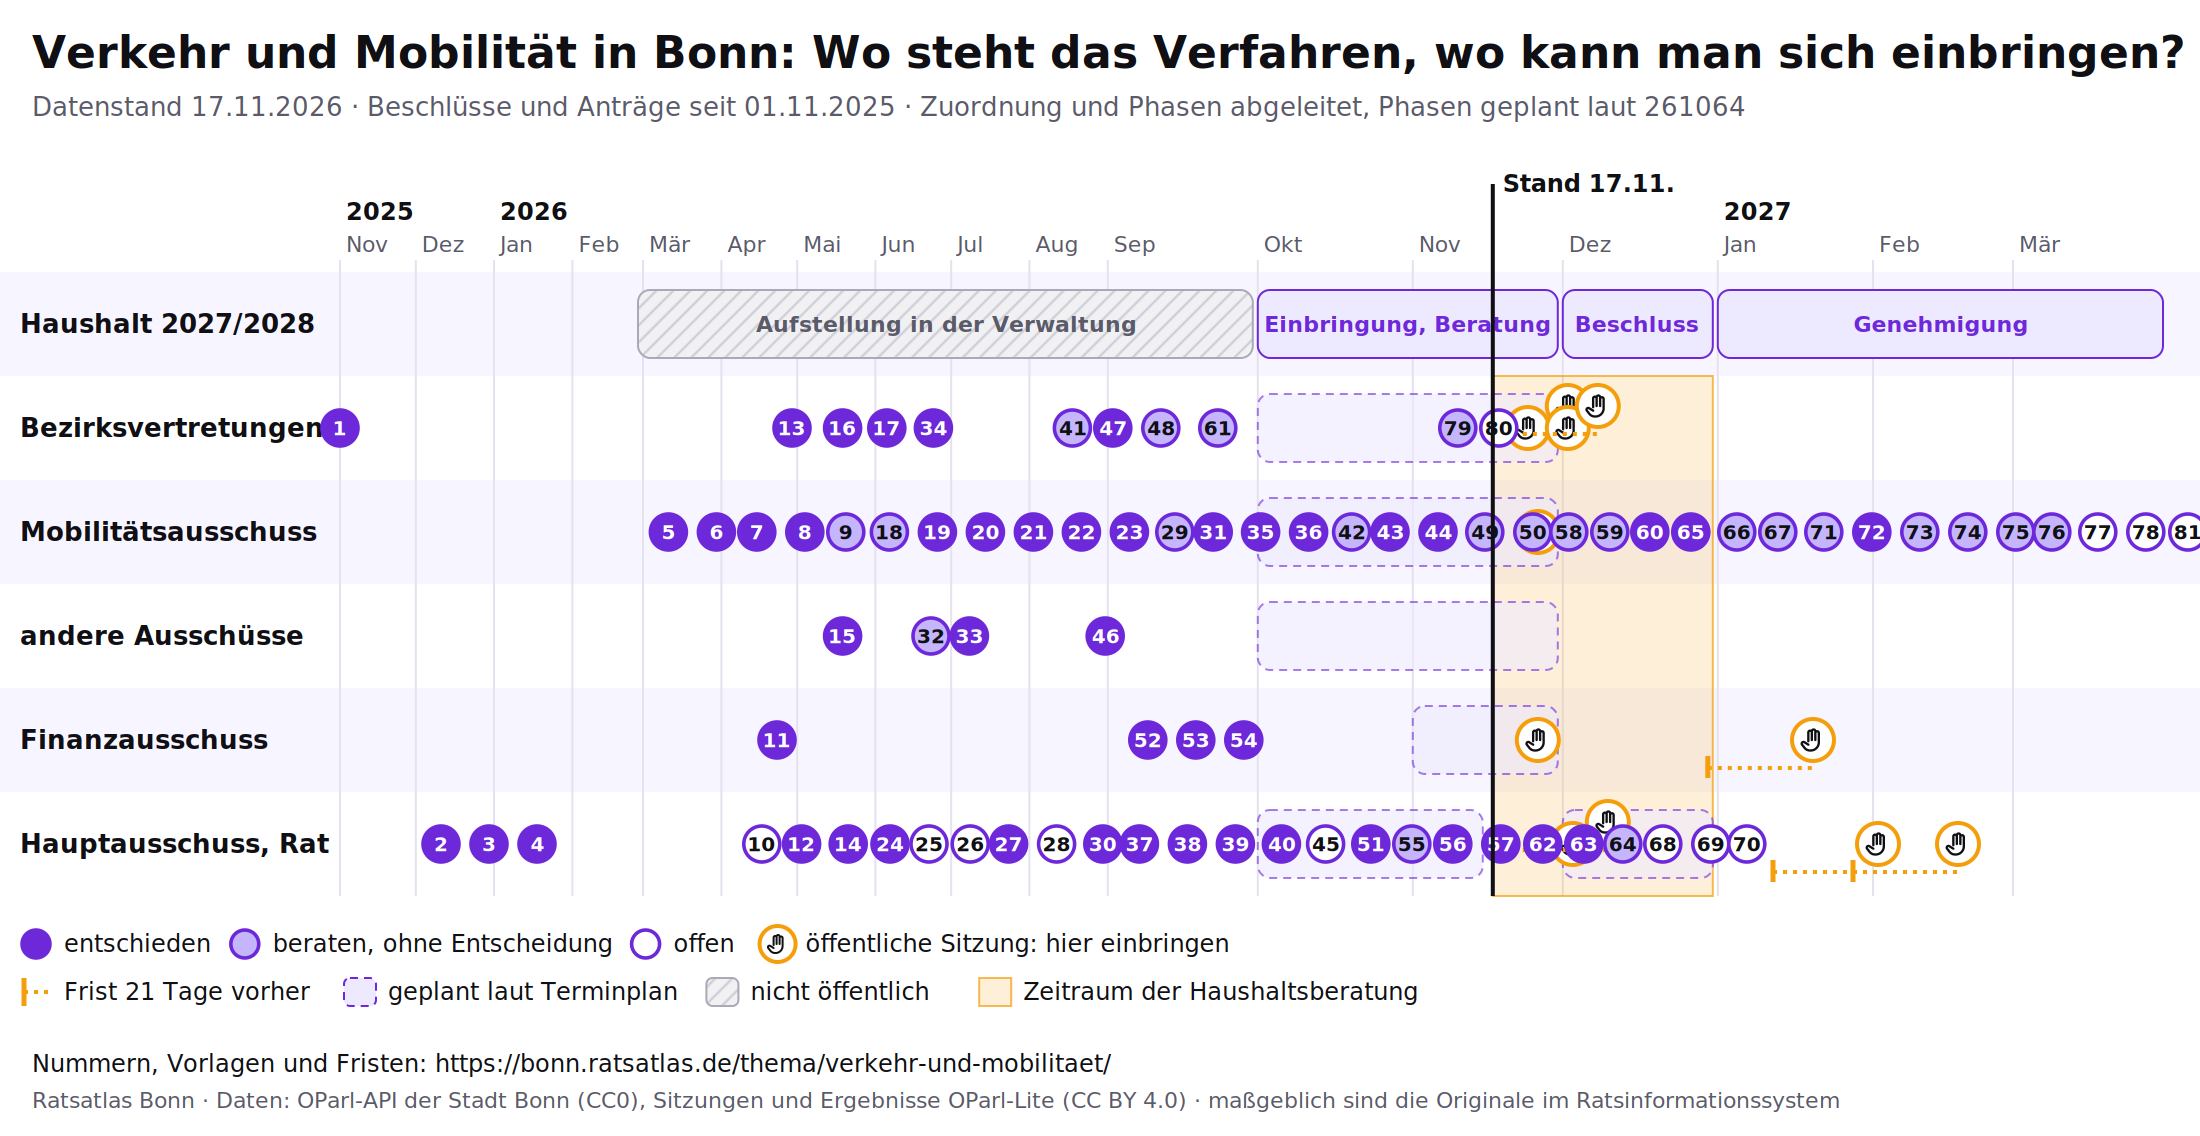 Verkehr und Mobilität in Bonn: Wo steht das Verfahren, wo kann man sich einbringen?
Datenstand 17.11.2026 · Beschlüsse und Anträge seit 01.11.2025 · Zuordnung und Phasen abgeleitet, Phasen geplant laut 261064
Stand 17.11.
2025 2026 2027
Nov Dez Jan Feb Mär Apr Mai Jun Jul Aug Sep Okt Nov Dez Jan Feb Mär
Haushalt 2027/2028 Aufstellung in der Verwaltung Einbringung, Beratung Beschluss Genehmigung
Bezirksvertretungen 1 13 16 17 34 41 47 48 61 79 80
Mobilitätsausschuss 5 6 7 8 9 18 19 20 21 22 23 29 31 35 36 42 43 44 49 50 58 59 60 65 66 67 71 72 73 74 75 76 77 78 81
andere Ausschüsse 15 32 33 46
Finanzausschuss 11 52 53 54
Hauptausschuss, Rat 2 3 4 10 12 14 24 25 26 27 28 30 37 38 39 40 45 51 55 56 57 62 63 64 68 69 70
entschieden beraten, ohne Entscheidung offen öffentliche Sitzung: hier einbringen
Frist 21 Tage vorher geplant laut Terminplan nicht öffentlich Zeitraum der Haushaltsberatung
Nummern, Vorlagen und Fristen: https://bonn.ratsatlas.de/thema/verkehr-und-mobilitaet/
Ratsatlas Bonn · Daten: OParl-API der Stadt Bonn (CC0), Sitzungen und Ergebnisse OParl-Lite (CC BY 4.0) · maßgeblich sind die Originale im Ratsinformationssystem